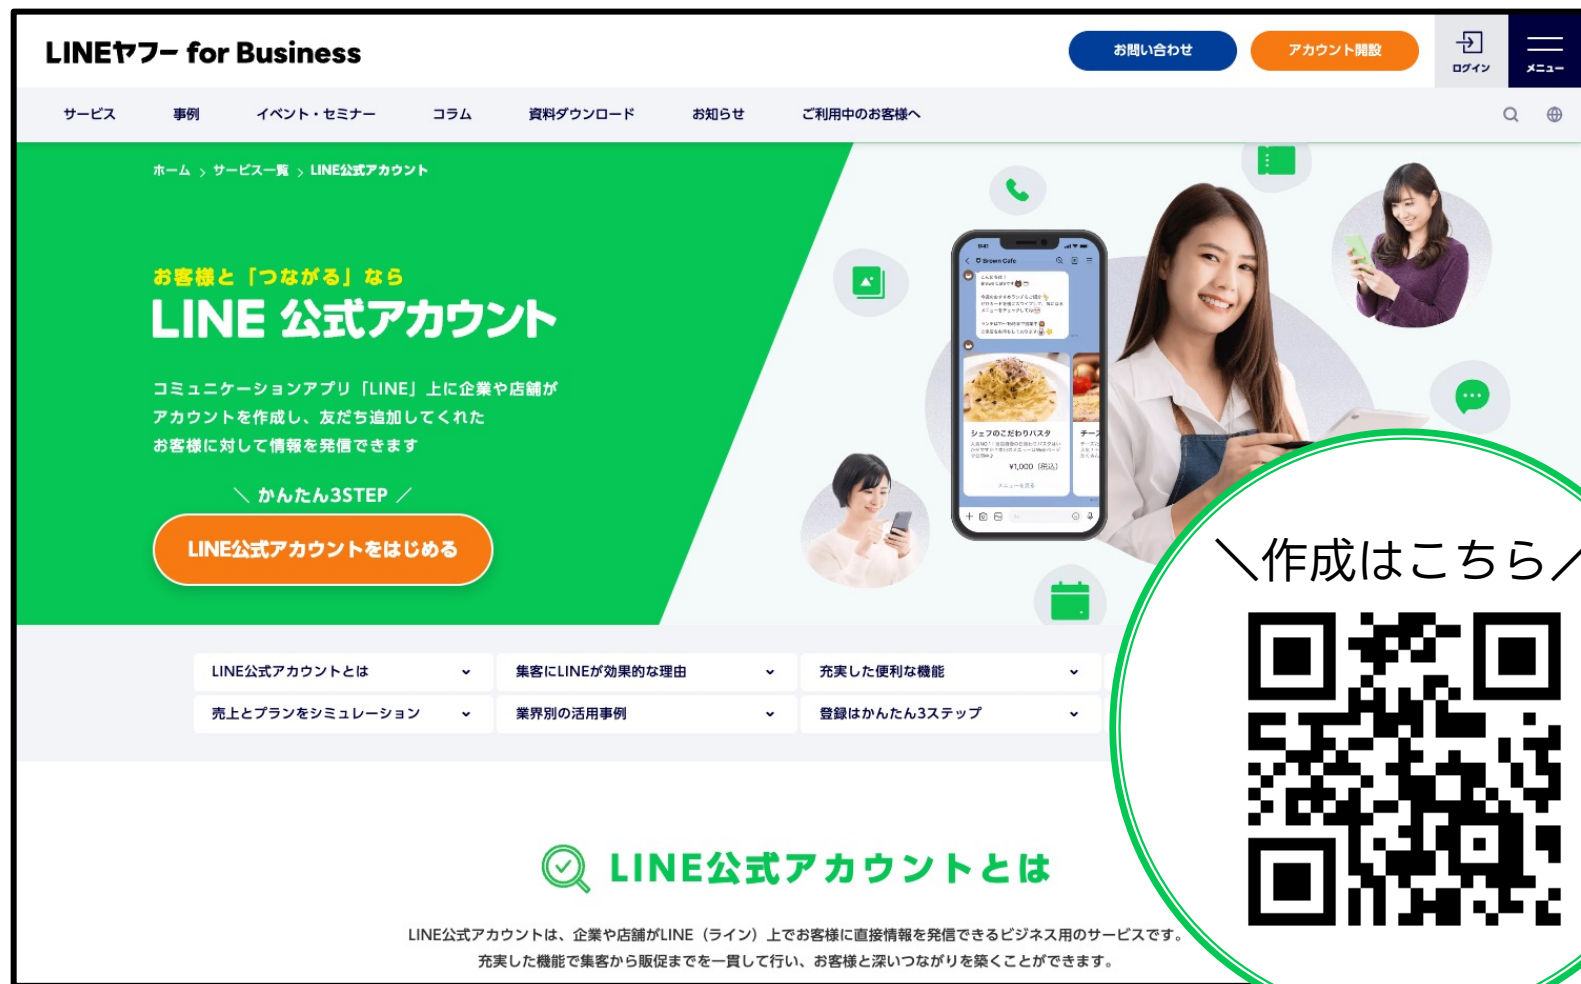 LINEヤフー for Business
お問い合わせ
アカウント開設
ログイン
メニュー
サービス
事例
イベント・セミナー
コラム
資料ダウンロード
お知らせ
ご利用中のお客様へ
ホーム > サービス一覧 > LINE公式アカウント
お客様と「つながる」なら
LINE 公式アカウント
コミュニケーションアプリ「LINE」上に企業や店舗が
アカウントを作成し、友だち追加してくれた
お客様に対して情報を発信できます
＼ かんたん3STEP ／
LINE公式アカウントをはじめる
9:41
Brown Cafe
シェフのこだわりパスタ
¥1,000（税込）
メニューを見る
チーズ
＼作成はこちら／
LINE公式アカウントとは
集客にLINEが効果的な理由
充実した便利な機能
売上とプランをシミュレーション
業界別の活用事例
登録はかんたん3ステップ
LINE公式アカウントとは
LINE公式アカウントは、企業や店舗がLINE（ライン）上でお客様に直接情報を発信できるビジネス用のサービスです。
充実した機能で集客から販促までを一貫して行い、お客様と深いつながりを築くことができます。